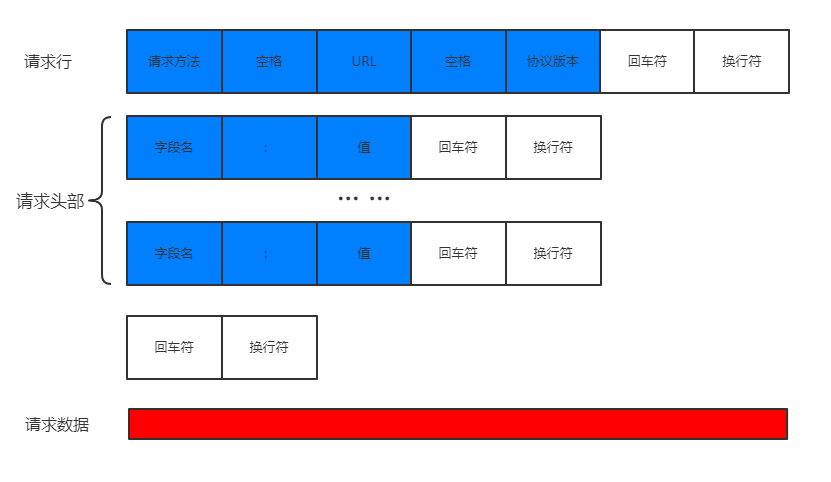 请求行 请求方法 空格 URL 空格 协议版本 回车符 换行符
字段名 : 值 回车符 换行符
请求头部
... ...
字段名 : 值 回车符 换行符
回车符 换行符
请求数据